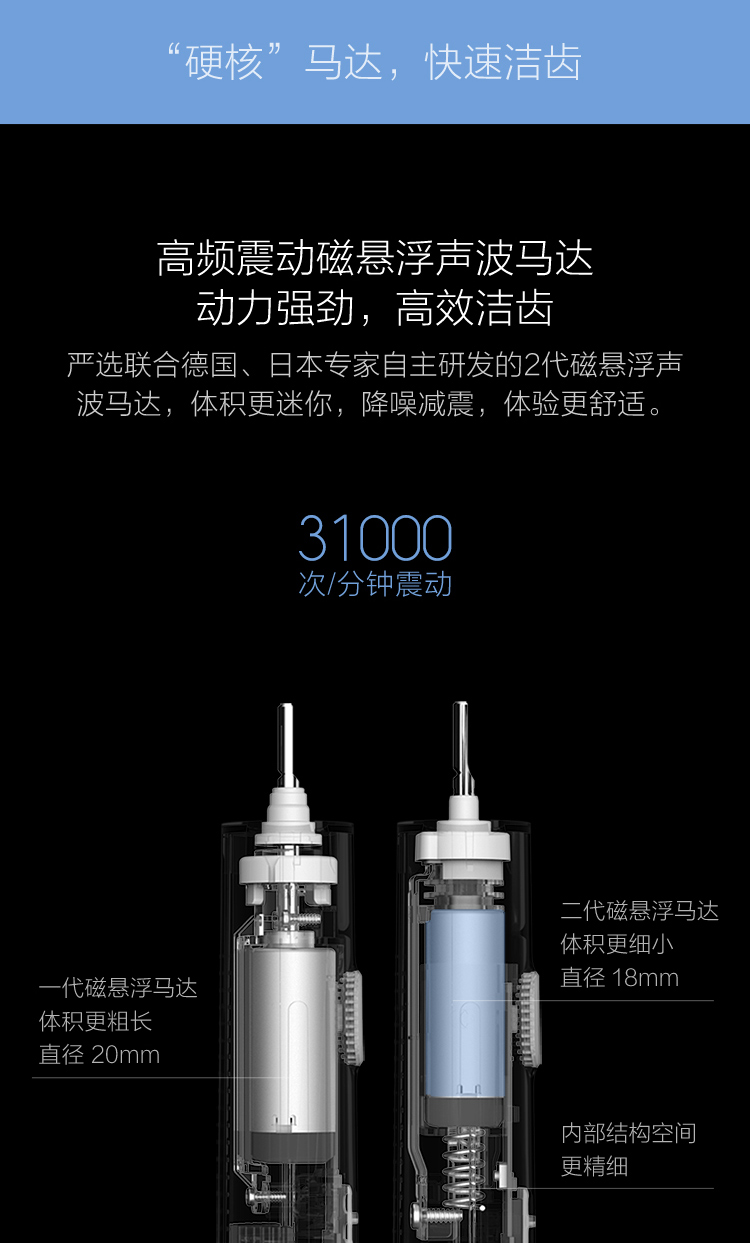 “硬核”马达，快速洁齿
高频震动磁悬浮声波马达
动力强劲，高效洁齿
严选联合德国、日本专家自主研发的2代磁悬浮声
波马达，体积更迷你，降噪减震，体验更舒适。
31000
次/分钟震动
二代磁悬浮马达
体积更细小
直径 18mm
一代磁悬浮马达
体积更粗长
直径 20mm
内部结构空间
更精细